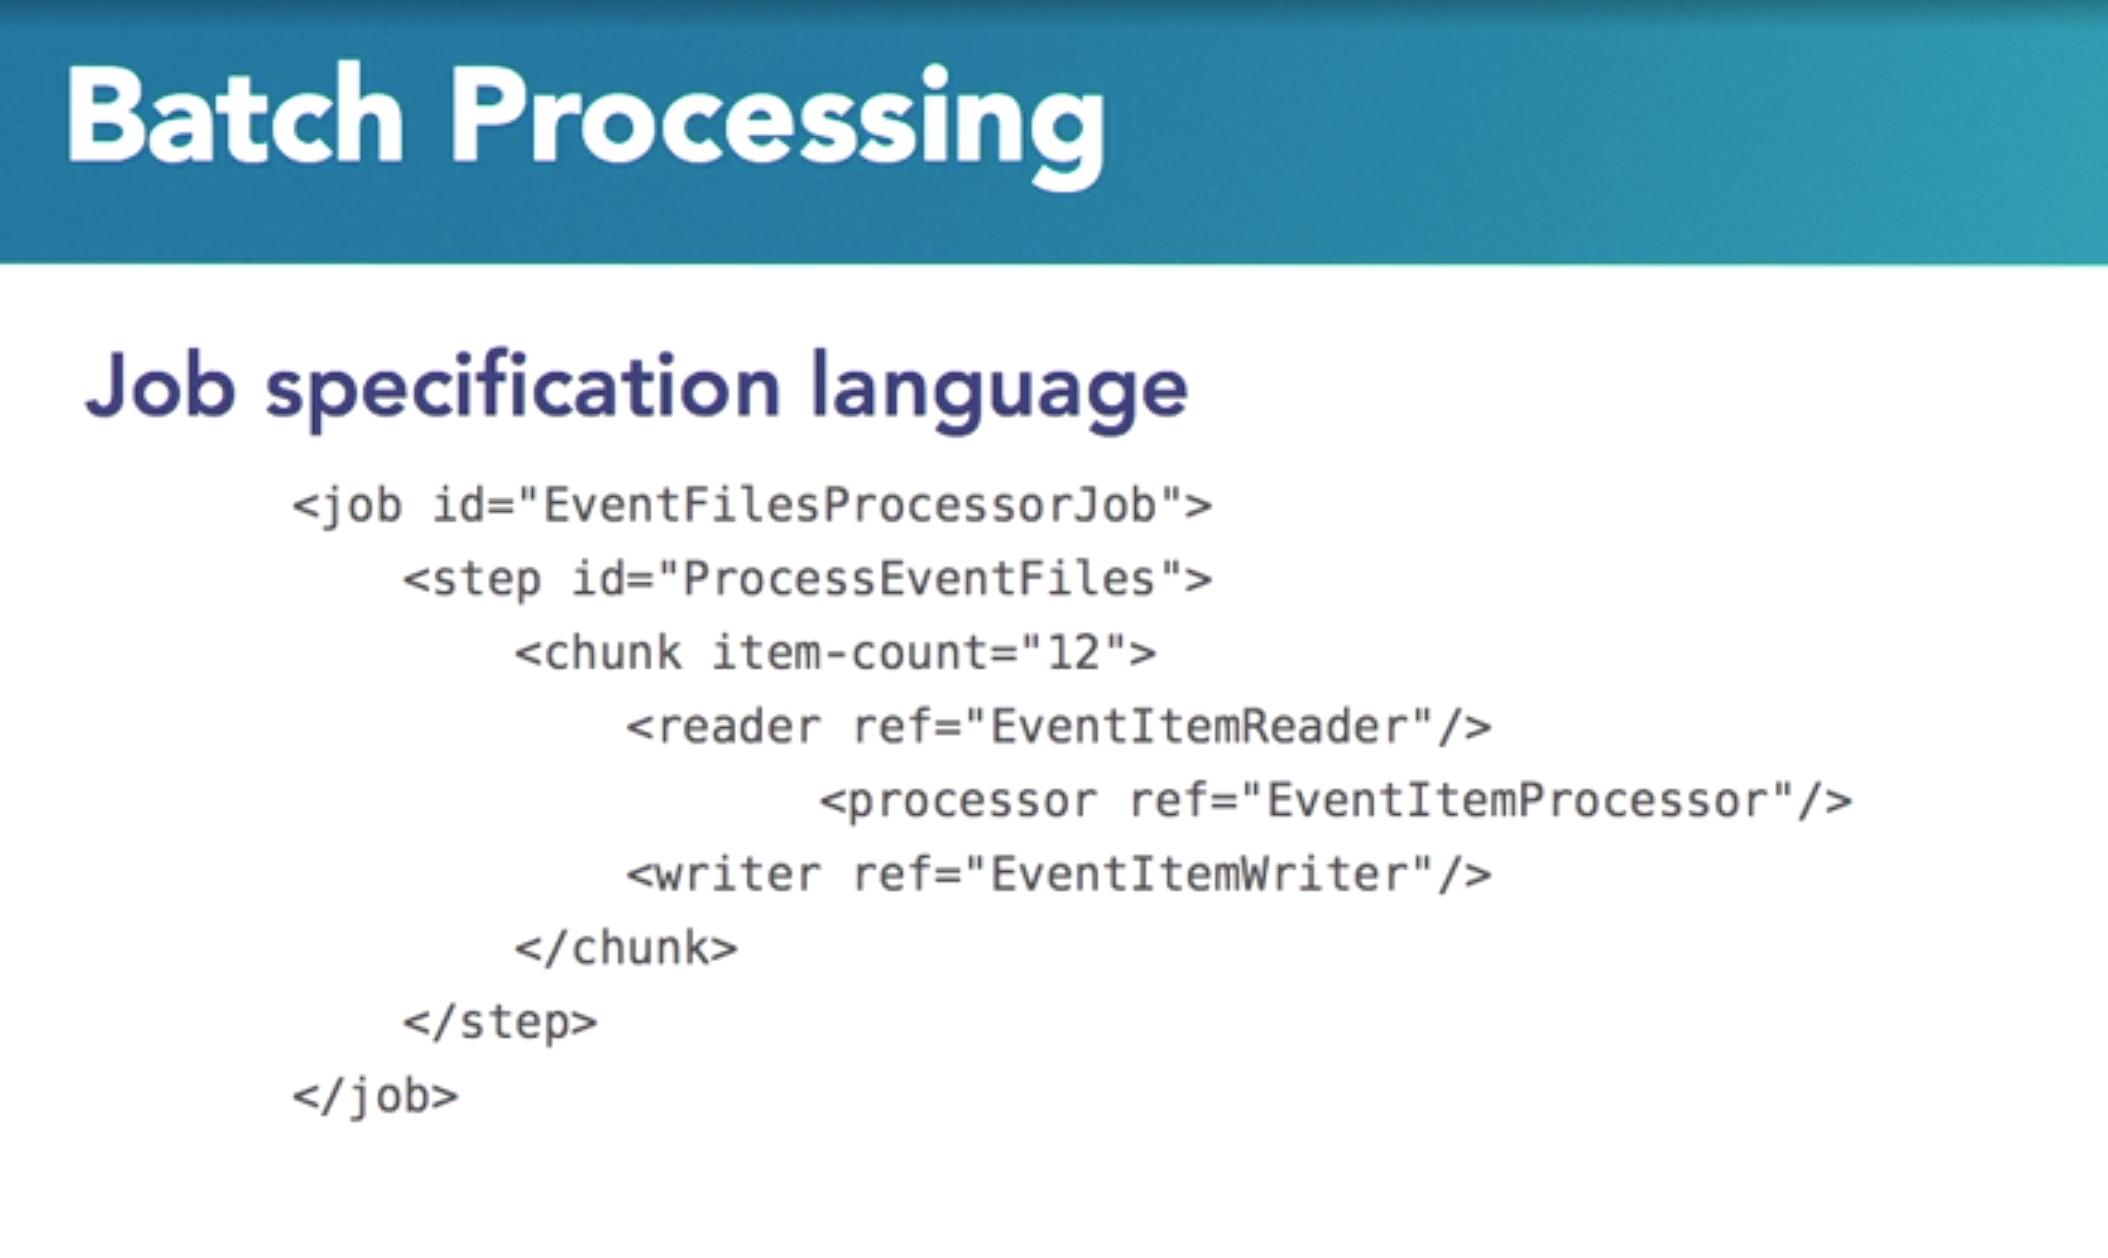 Batch Processing
Job specification language
<job id="EventFilesProcessorJob">
<step id="ProcessEventFiles">
<chunk item-count="12">
<reader ref="EventItemReader"/>
<processor ref="EventItemProcessor"/>
<writer ref="EventItemWriter"/>
</chunk>
</step>
</job>